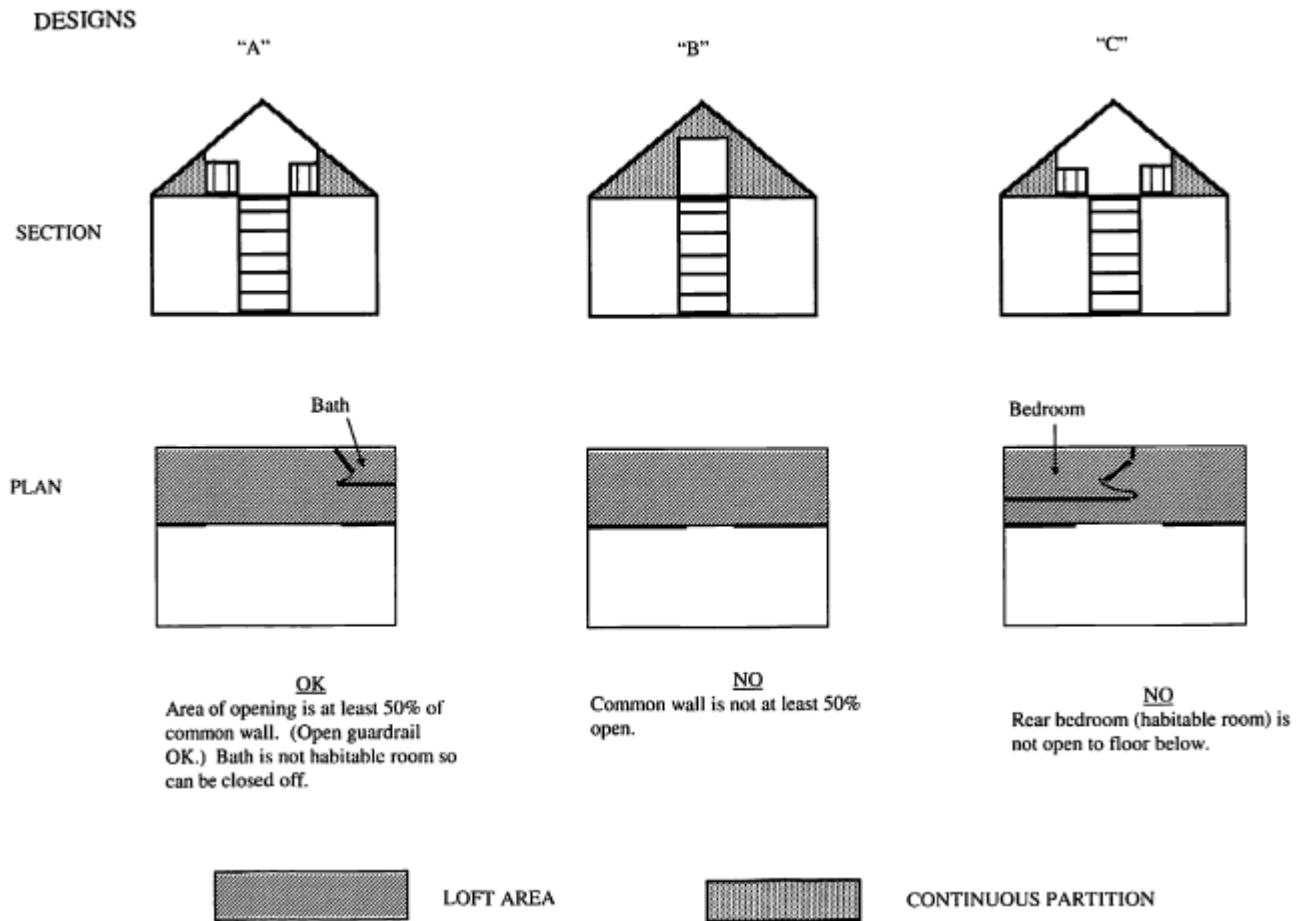 DESIGNS
“A”
“B”
“C”
SECTION
Bath
Bedroom
PLAN
OK
Area of opening is at least 50% of
common wall. (Open guardrail
OK.) Bath is not habitable room so
can be closed off.
NO
Common wall is not at least 50%
open.
NO
Rear bedroom (habitable room) is
not open to floor below.
LOFT AREA
CONTINUOUS PARTITION